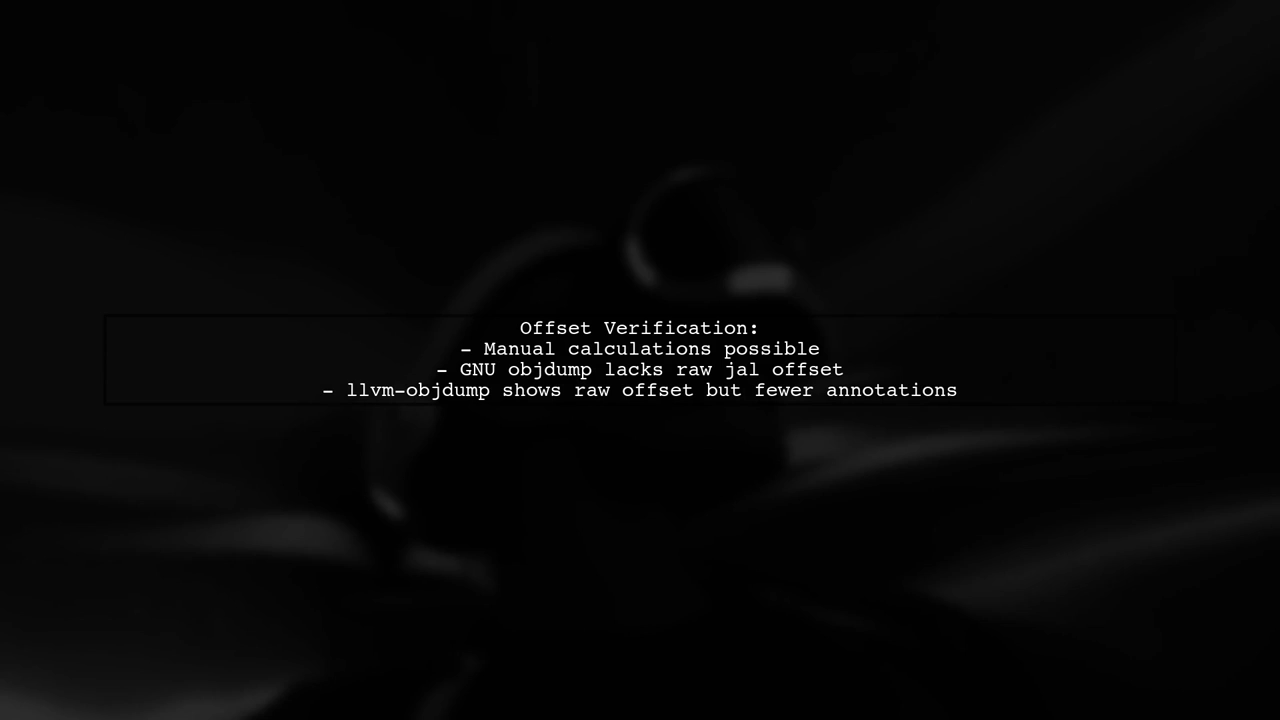 Offset Verification:
- Manual calculations possible
- GNU objdump lacks raw jal offset
- llvm-objdump shows raw offset but fewer annotations